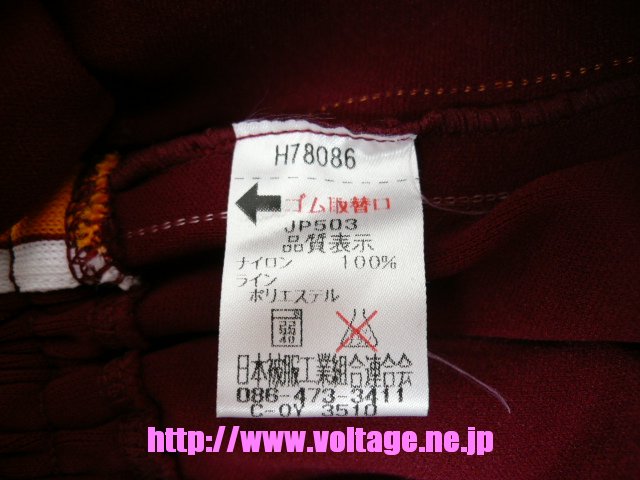 H78086
ゴム取替口
JP503
品質表示
ナイロン 100%
ライン
ポリエステル
弱
40
日本被服工業組合連合会
086-473-3411
C-OY 3510
http://www.voltage.ne.jp